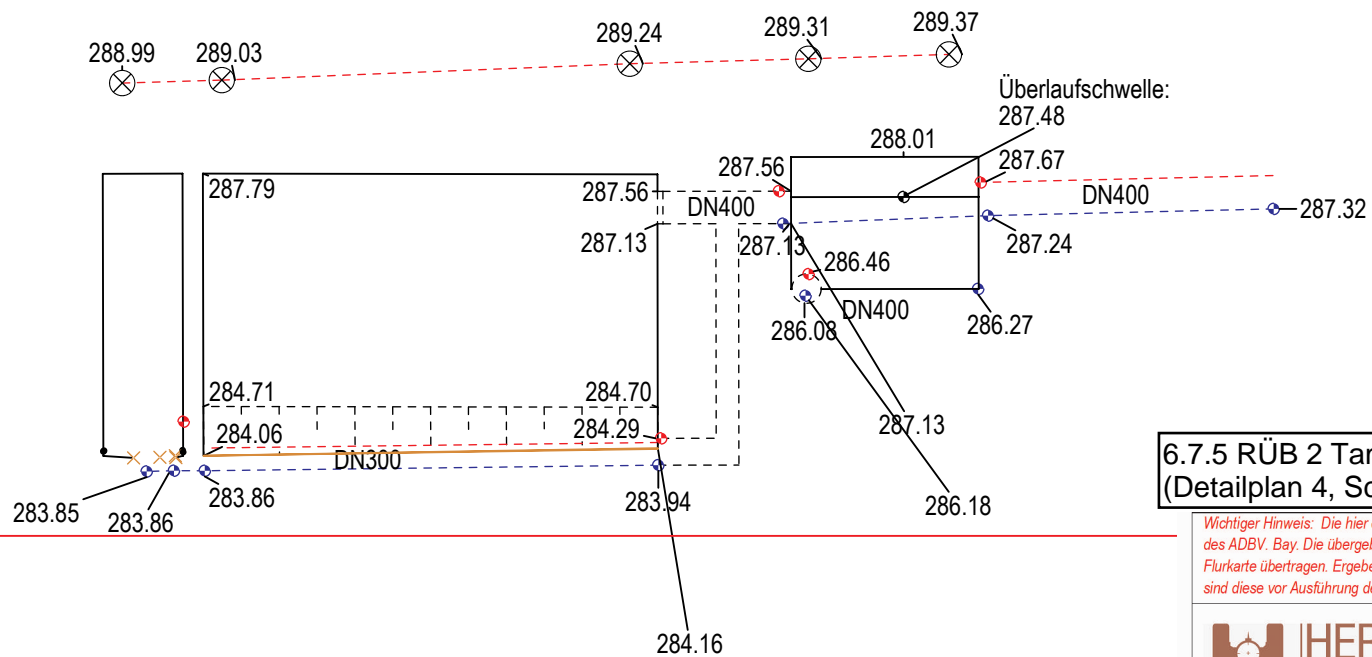 289.37
289.31
289.24
288.99
289.03
Überlaufschwelle:
287.48
288.01
287.56
287.67
287.79
287.56
DN400
DN400
287.32
287.13
287.13
287.24
286.46
286.08
DN400
286.27
284.71
284.70
287.13
284.06
284.29
DN300
6.7.5 RÜB 2
(Detailplan 4,
283.85
283.86
283.86
283.94
286.18
Wichtiger Hinweis: Die hier
des ADBV. Bay. Die
Flurkarte übertragen.
sind diese vor Ausführung
284.16